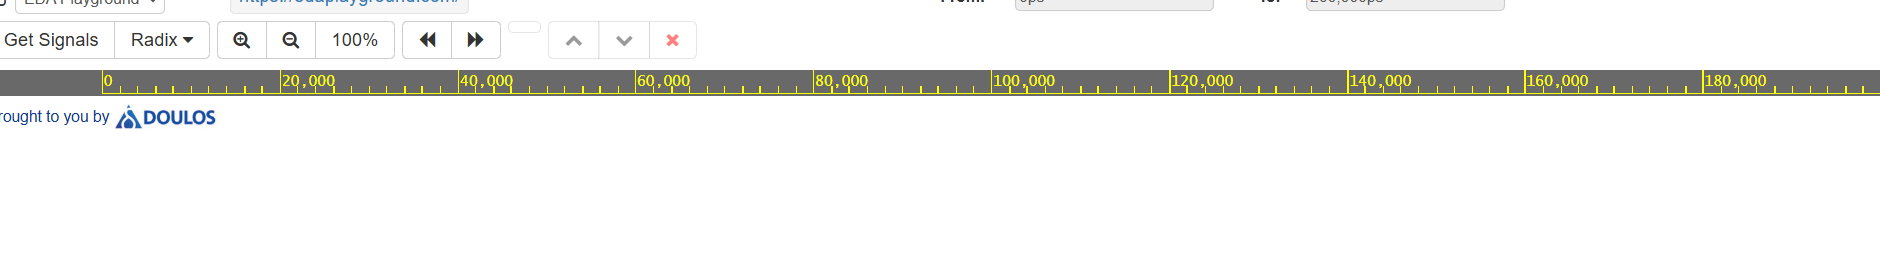 EDA Playground https://edaplayground.com/ From: 0ps To: 200,000ps
Get Signals Radix 100%
0 20,000 40,000 60,000 80,000 100,000 120,000 140,000 160,000 180,000
rought to you by DOULOS